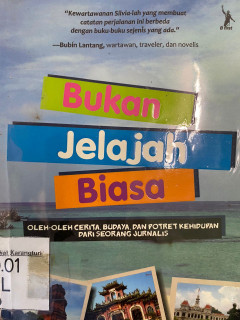 "Kewartawanan Silvia-lah yang membuat
catatan perjalanan ini berbeda
dengan buku-buku sejenis yang ada."
—Bubin Lantang, wartawan, traveler, dan novelis
Bukan
Jelajah
Biasa
OLEH-OLEH CERITA, BUDAYA, DAN POTRET KEHIDUPAN
DARI SEORANG JURNALIS